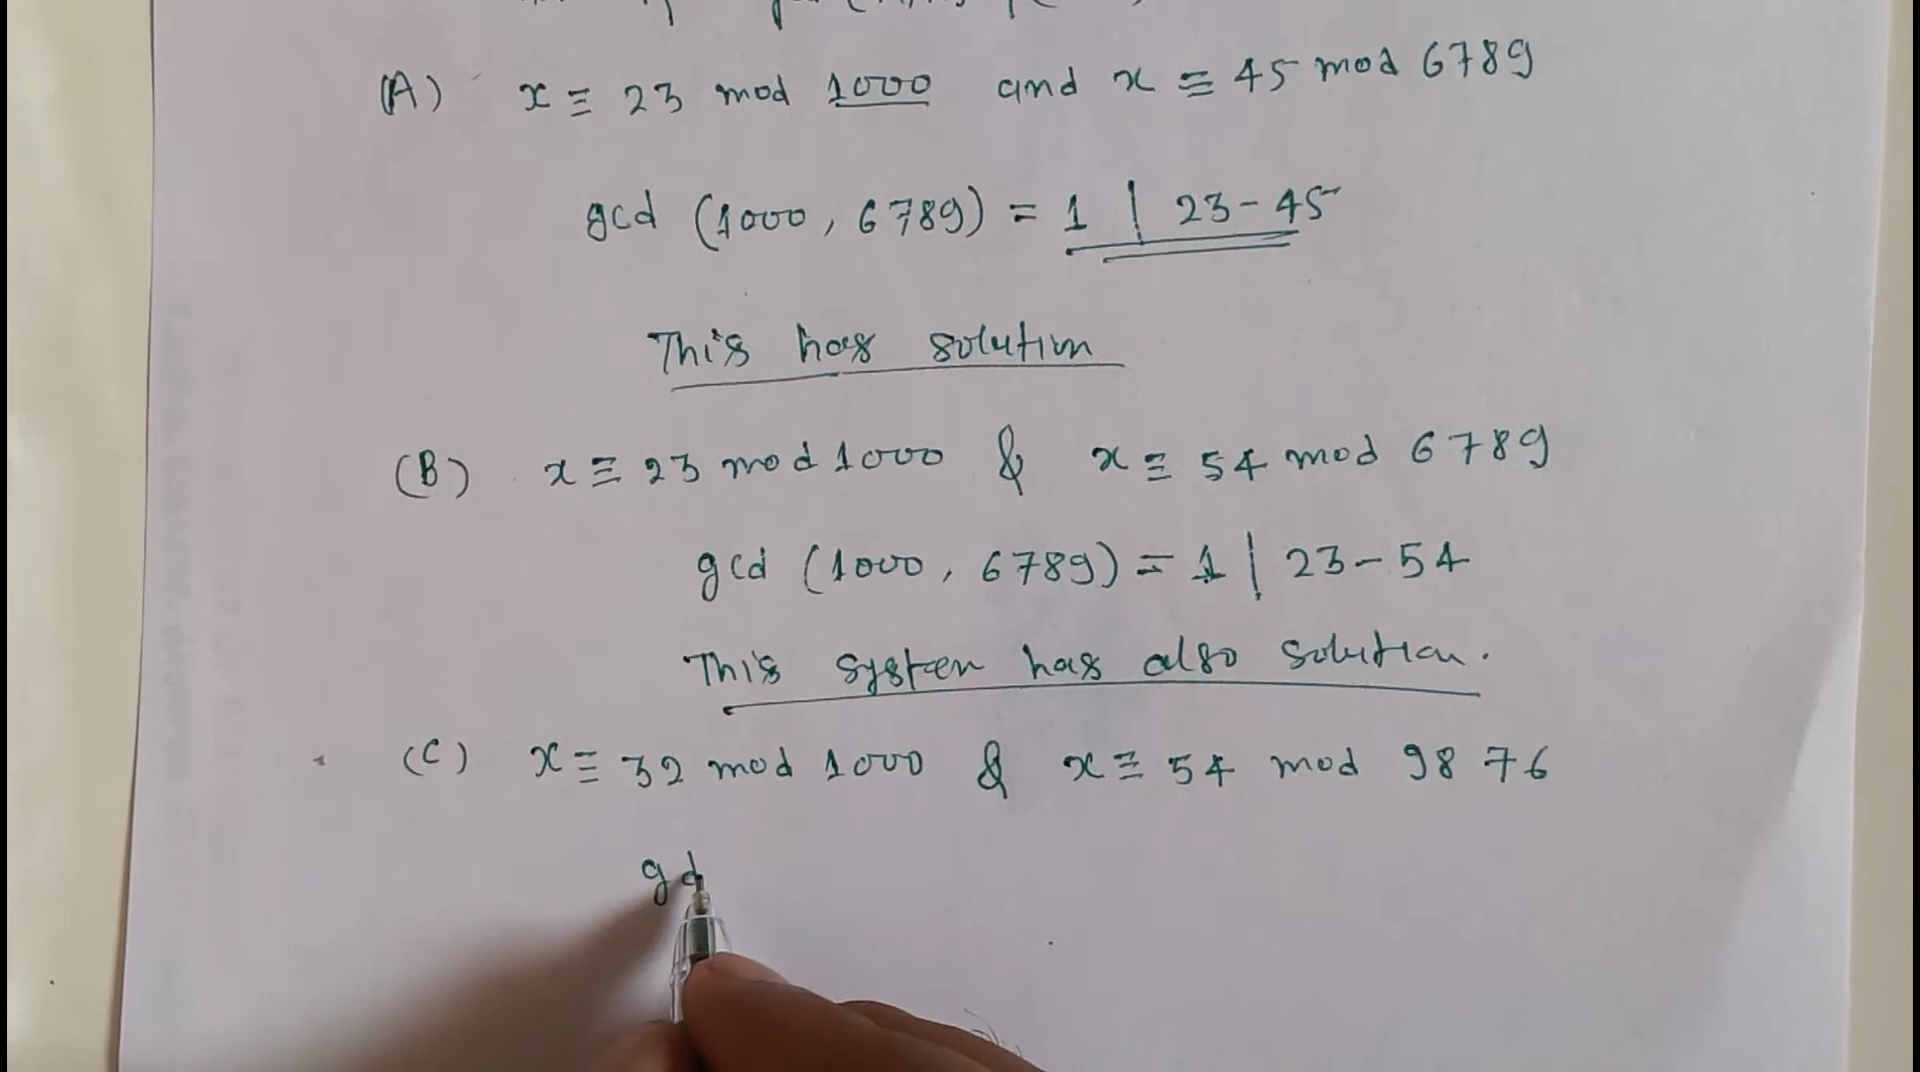 (A) x ≡ 23 mod 1000 and x ≡ 45 mod 6789
gcd (1000, 6789) = 1 | 23-45
This has solution
(B) x ≡ 23 mod 1000 & x ≡ 54 mod 6789
gcd (1000, 6789) = 1 | 23-54
This system has also solution.
(C) x ≡ 32 mod 1000 & x ≡ 54 mod 9876
gd